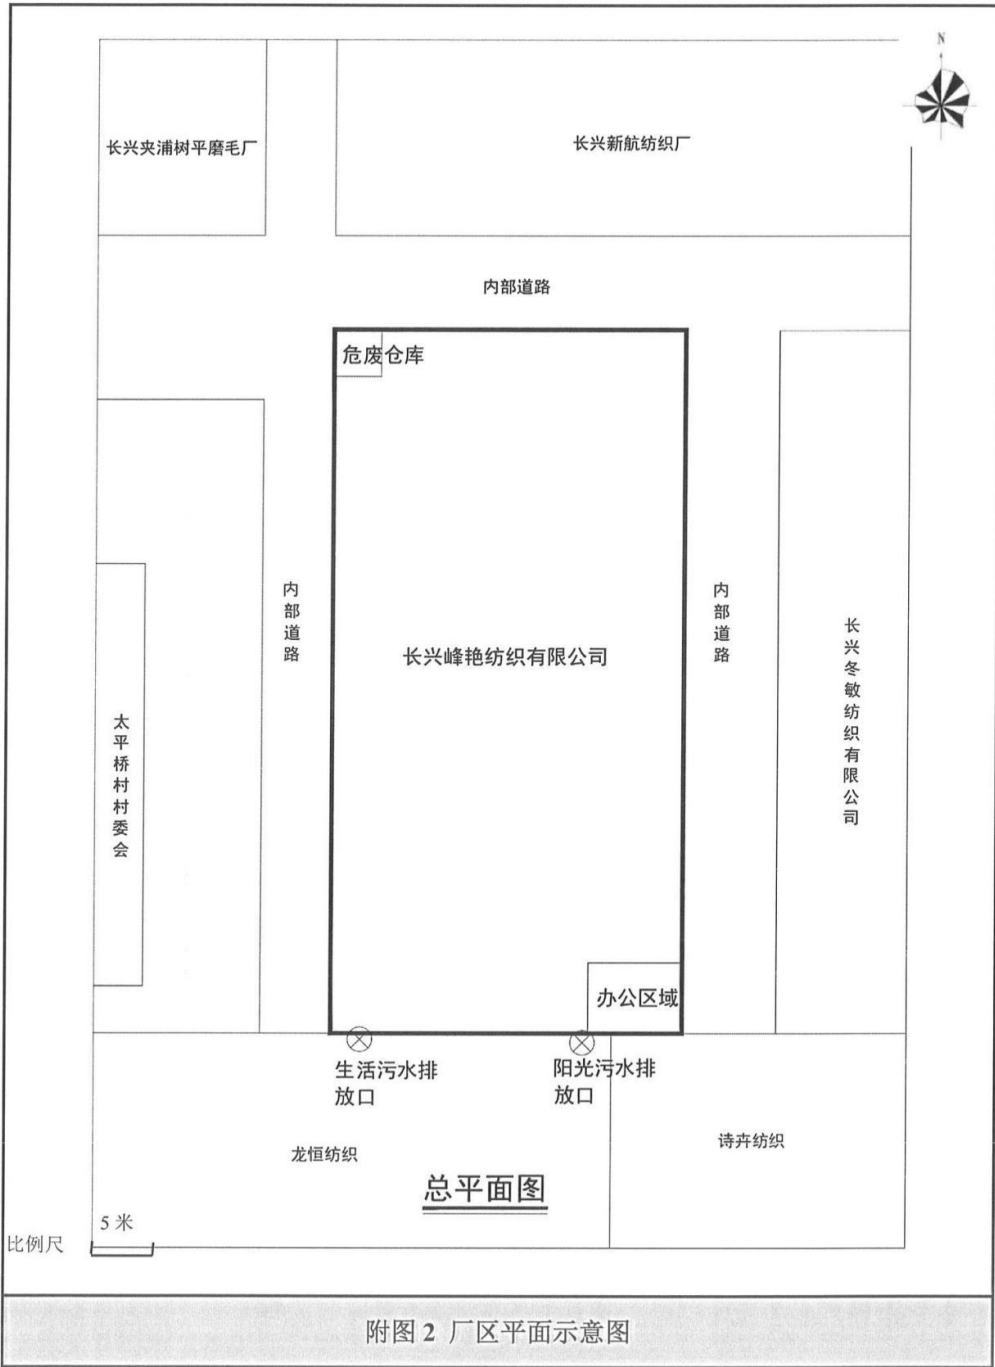 N
长兴夹浦树平磨毛厂
长兴新航纺织厂
内部道路
危废仓库
内部道路
内部道路
长兴峰艳纺织有限公司
长兴冬敏纺织有限公司
太平桥村村委会
办公区域
生活污水排
放口
阳光污水排
放口
龙恒纺织
诗卉纺织
总平面图
5 米
比例尺
附图 2 厂区平面示意图